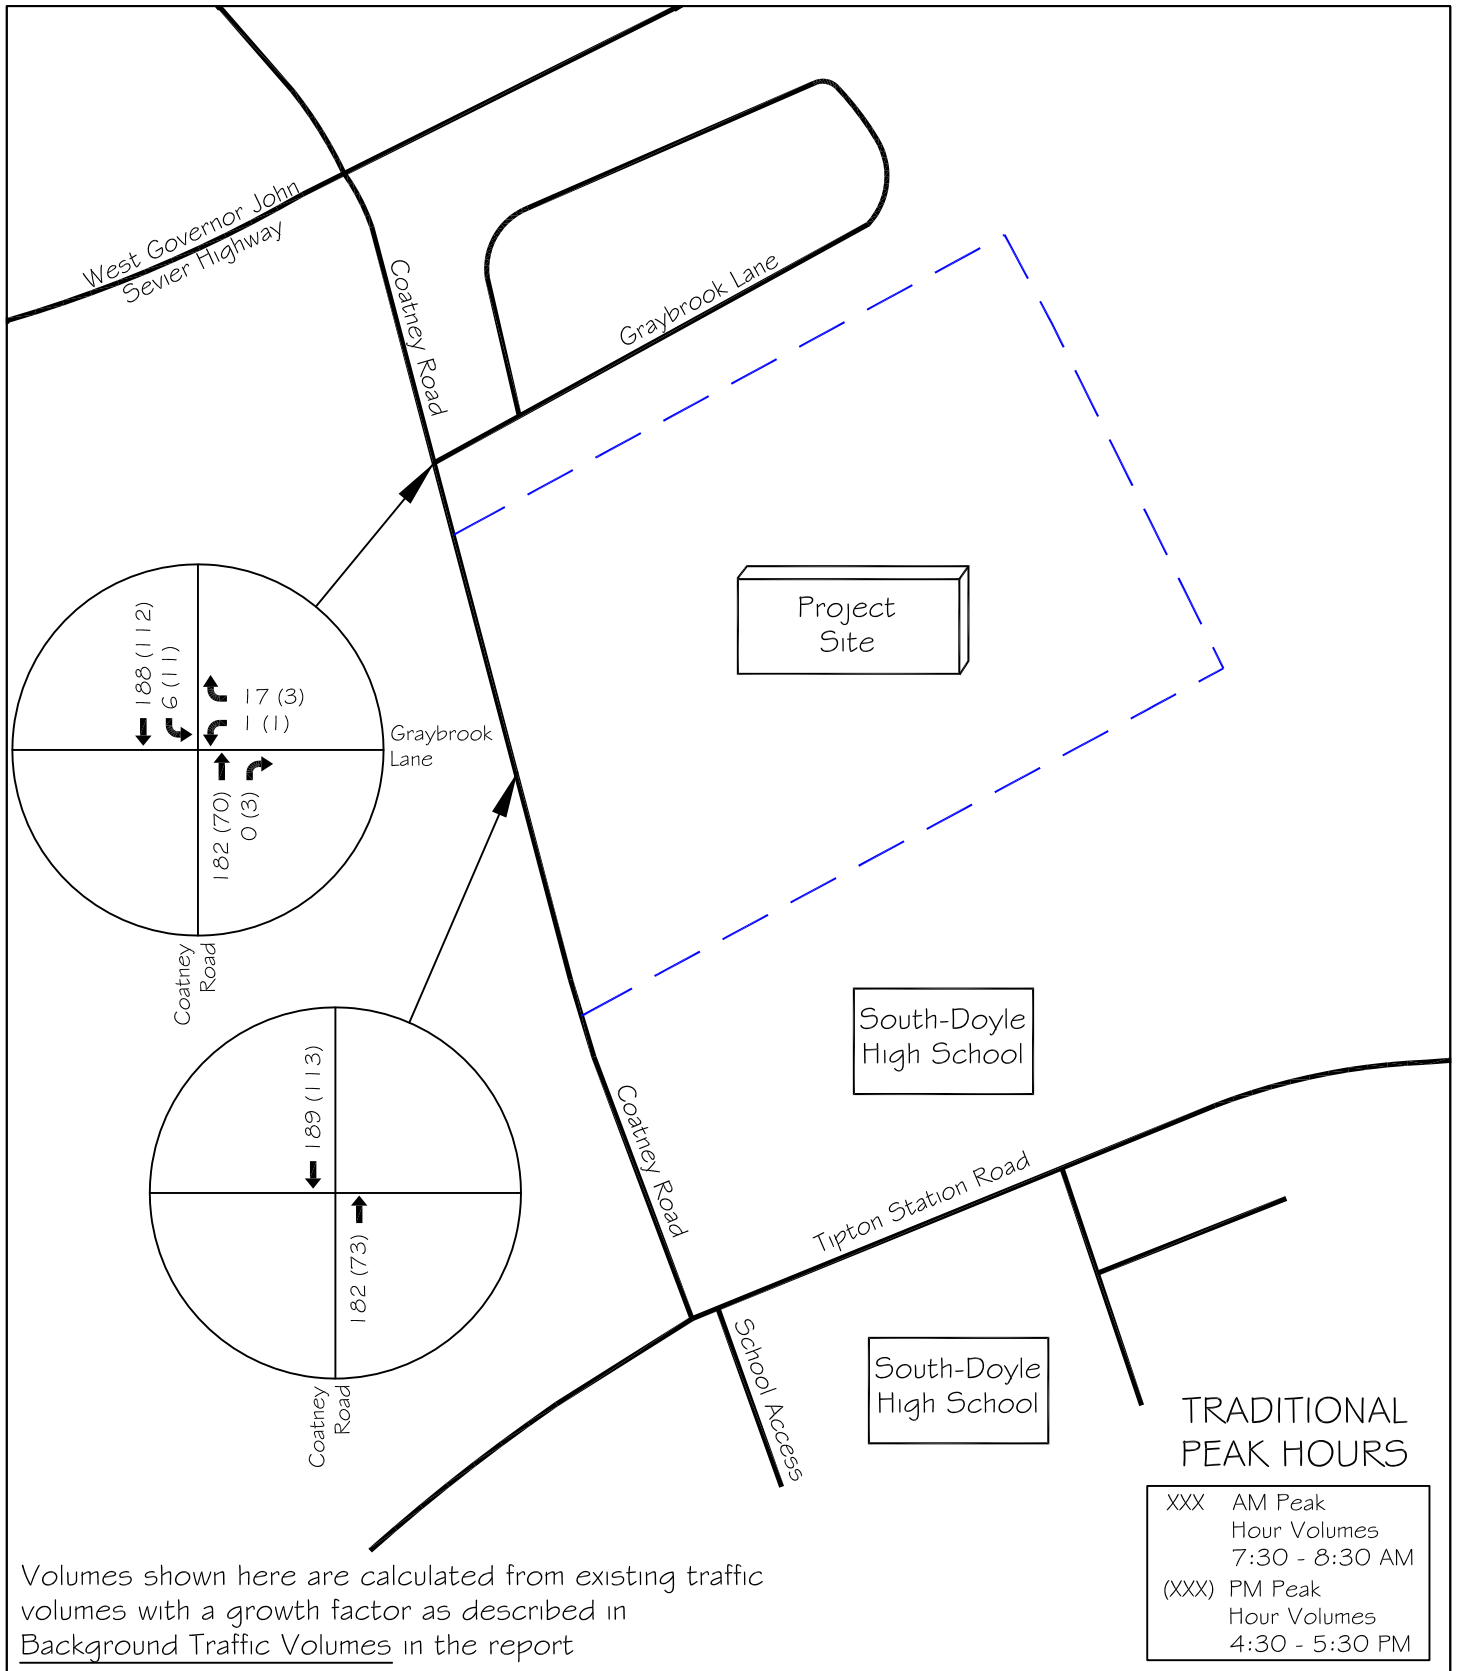 West Governor John
Sevier Highway
Coatney Road
Graybrook Lane
Project
Site
188 (112)
6 (11)
17 (3)
1 (1)
182 (70)
0 (3)
Graybrook
Lane
Coatney
Road
South-Doyle
High School
189 (113)
182 (73)
Coatney
Road
Coatney Road
Tipton Station Road
School Access
South-Doyle
High School
TRADITIONAL
PEAK HOURS
XXX AM Peak
Hour Volumes
7:30 - 8:30 AM
(XXX) PM Peak
Hour Volumes
4:30 - 5:30 PM
Volumes shown here are calculated from existing traffic
volumes with a growth factor as described in
Background Traffic Volumes in the report